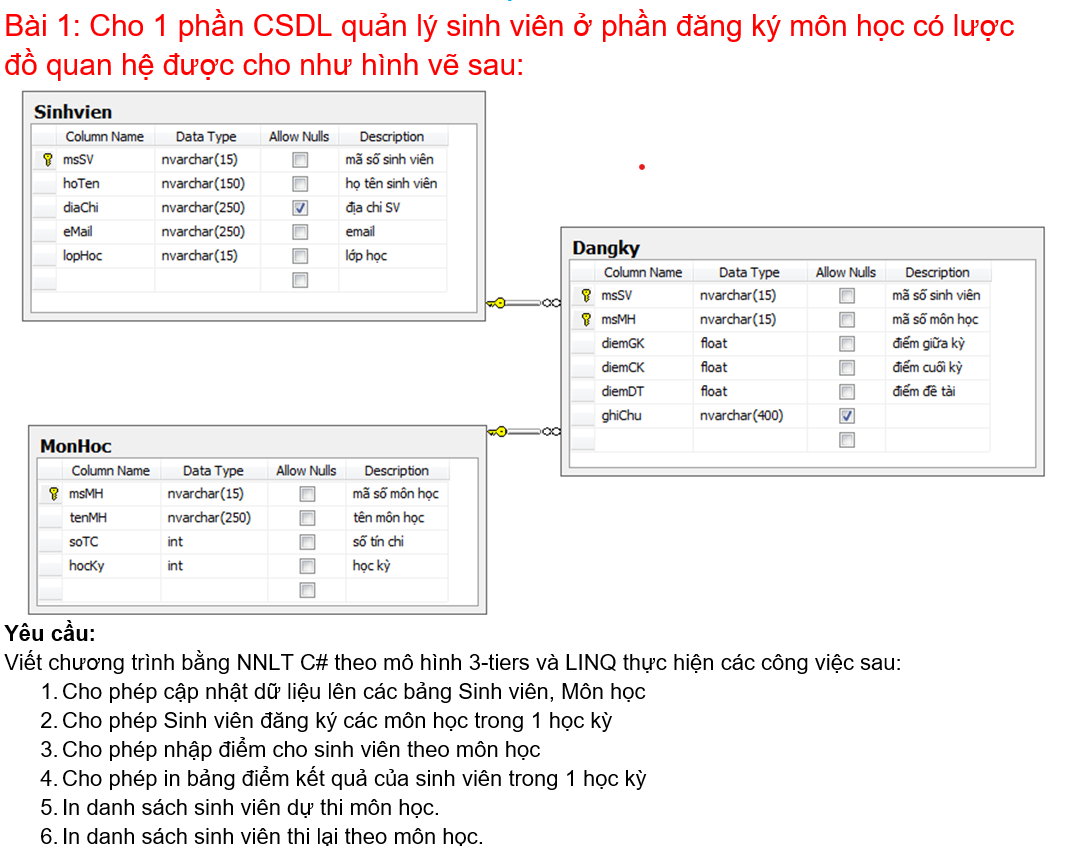 Bài 1: Cho 1 phần CSDL quản lý sinh viên ở phần đăng ký môn học có lược
đồ quan hệ được cho như hình vẽ sau:
Sinhvien
Column Name Data Type Allow Nulls Description
msSV nvarchar(15) mã số sinh viên
hoTen nvarchar(150) họ tên sinh viên
diaChi nvarchar(250) địa chỉ SV
eMail nvarchar(250) email
lopHoc nvarchar(15) lớp học
Dangky
Column Name Data Type Allow Nulls Description
msSV nvarchar(15) mã số sinh viên
msMH nvarchar(15) mã số môn học
diemGK float điểm giữa kỳ
diemCK float điểm cuối kỳ
diemDT float điểm đề tài
ghiChu nvarchar(400)
MonHoc
Column Name Data Type Allow Nulls Description
msMH nvarchar(15) mã số môn học
tenMH nvarchar(250) tên môn học
soTC int số tín chỉ
hocKy int học kỳ
Yêu cầu:
Viết chương trình bằng NNLT C# theo mô hình 3-tiers và LINQ thực hiện các công việc sau:
1. Cho phép cập nhật dữ liệu lên các bảng Sinh viên, Môn học
2. Cho phép Sinh viên đăng ký các môn học trong 1 học kỳ
3. Cho phép nhập điểm cho sinh viên theo môn học
4. Cho phép in bảng điểm kết quả của sinh viên trong 1 học kỳ
5. In danh sách sinh viên dự thi môn học.
6. In danh sách sinh viên thi lại theo môn học.